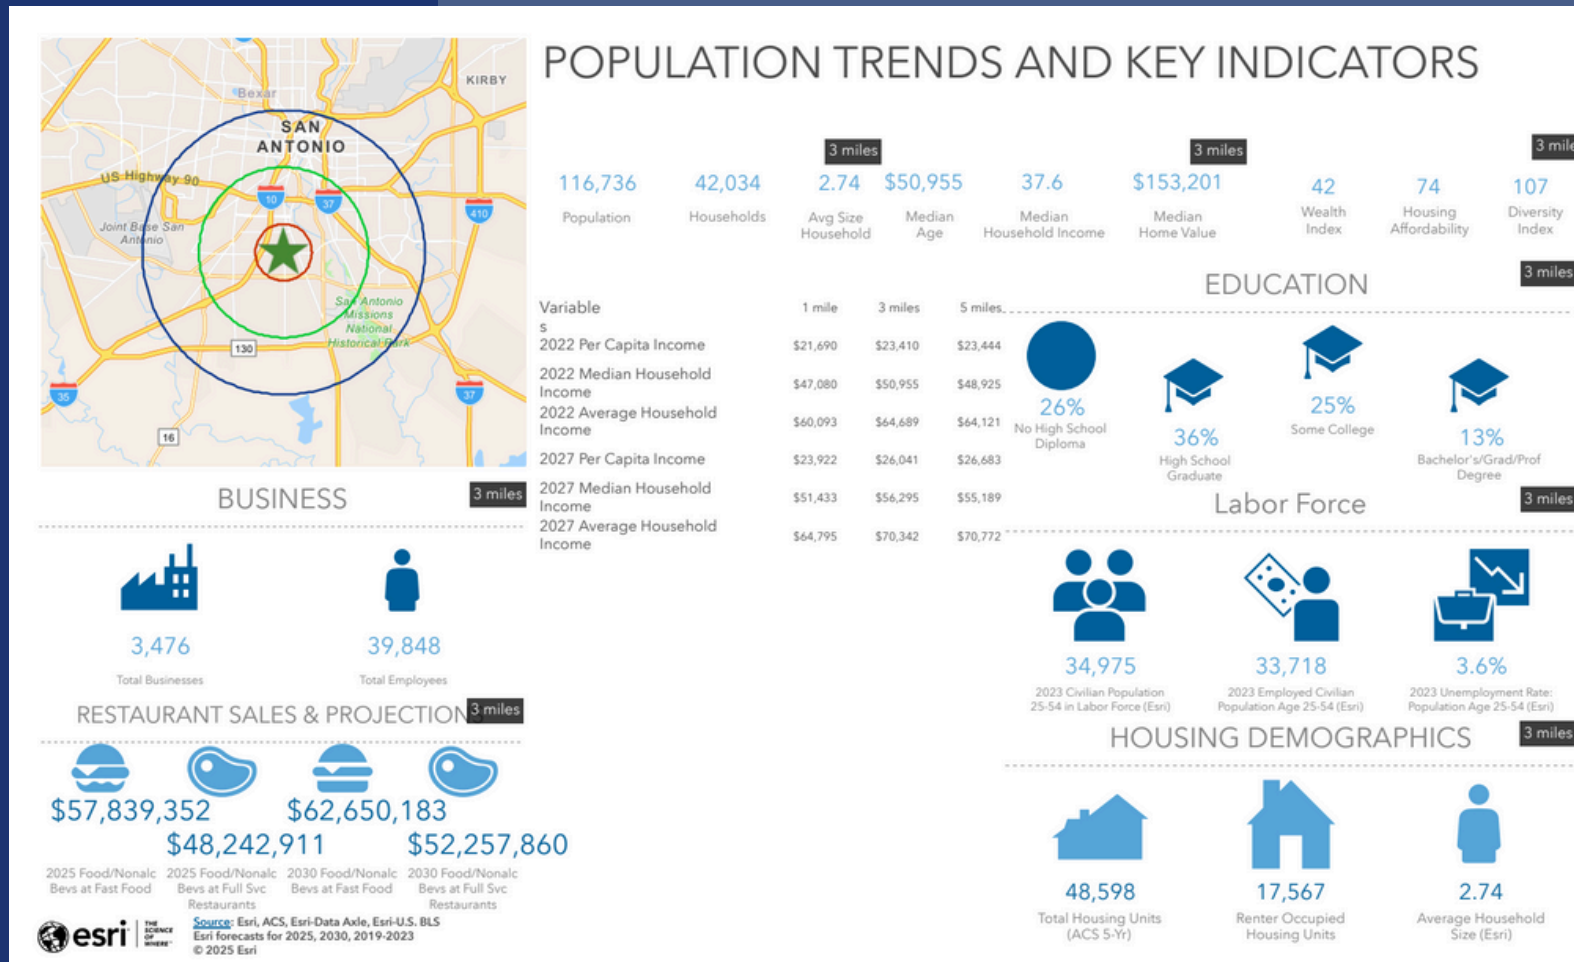 POPULATION TRENDS AND KEY INDICATORS
KIRBY
Bexar
SAN
ANTONIO
US Highway 90
10
37
410
Joint Base San
Antonio
San Antonio
Missions
National
Historical Park
130
35
37
16
3 miles
3 miles
3 mile
116,736
Population
42,034
Households
2.74
Avg Size
Household
$50,955
Median
Age
37.6
Median
Household Income
$153,201
Median
Home Value
42
Wealth
Index
74
Housing
Affordability
107
Diversity
Index
Variable
s
1 mile 3 miles 5 miles
2022 Per Capita Income $21,690 $23,410 $23,444
2022 Median Household
Income
$47,080 $50,955 $48,925
2022 Average Household
Income
$60,093 $64,689 $64,121
2027 Per Capita Income $23,922 $26,041 $26,683
2027 Median Household
Income
$51,433 $56,295 $55,189
2027 Average Household
Income
$64,795 $70,342 $70,772
EDUCATION
3 miles
26%
No High School
Diploma
36%
High School
Graduate
25%
Some College
13%
Bachelor's/Grad/Prof
Degree
BUSINESS
3 miles
3,476
Total Businesses
39,848
Total Employees
Labor Force
3 miles
34,975
2023 Civilian Population
25-54 in Labor Force (Esri)
33,718
2023 Employed Civilian
Population Age 25-54 (Esri)
3.6%
2023 Unemployment Rate:
Population Age 25-54 (Esri)
RESTAURANT SALES & PROJECTIONS
3 miles
$57,839,352
2025 Food/Nonalc
Bevs at Fast Food
$48,242,911
2025 Food/Nonalc
Bevs at Full Svc
Restaurants
$62,650,183
2030 Food/Nonalc
Bevs at Fast Food
$52,257,860
2030 Food/Nonalc
Bevs at Full Svc
Restaurants
HOUSING DEMOGRAPHICS
3 miles
48,598
Total Housing Units
(ACS 5-Yr)
17,567
Renter Occupied
Housing Units
2.74
Average Household
Size (Esri)
esri
THE
SCIENCE
OF
WHERE™
Source: Esri, ACS, Esri-Data Axle, Esri-U.S. BLS
Esri forecasts for 2025, 2030, 2019-2023
© 2025 Esri